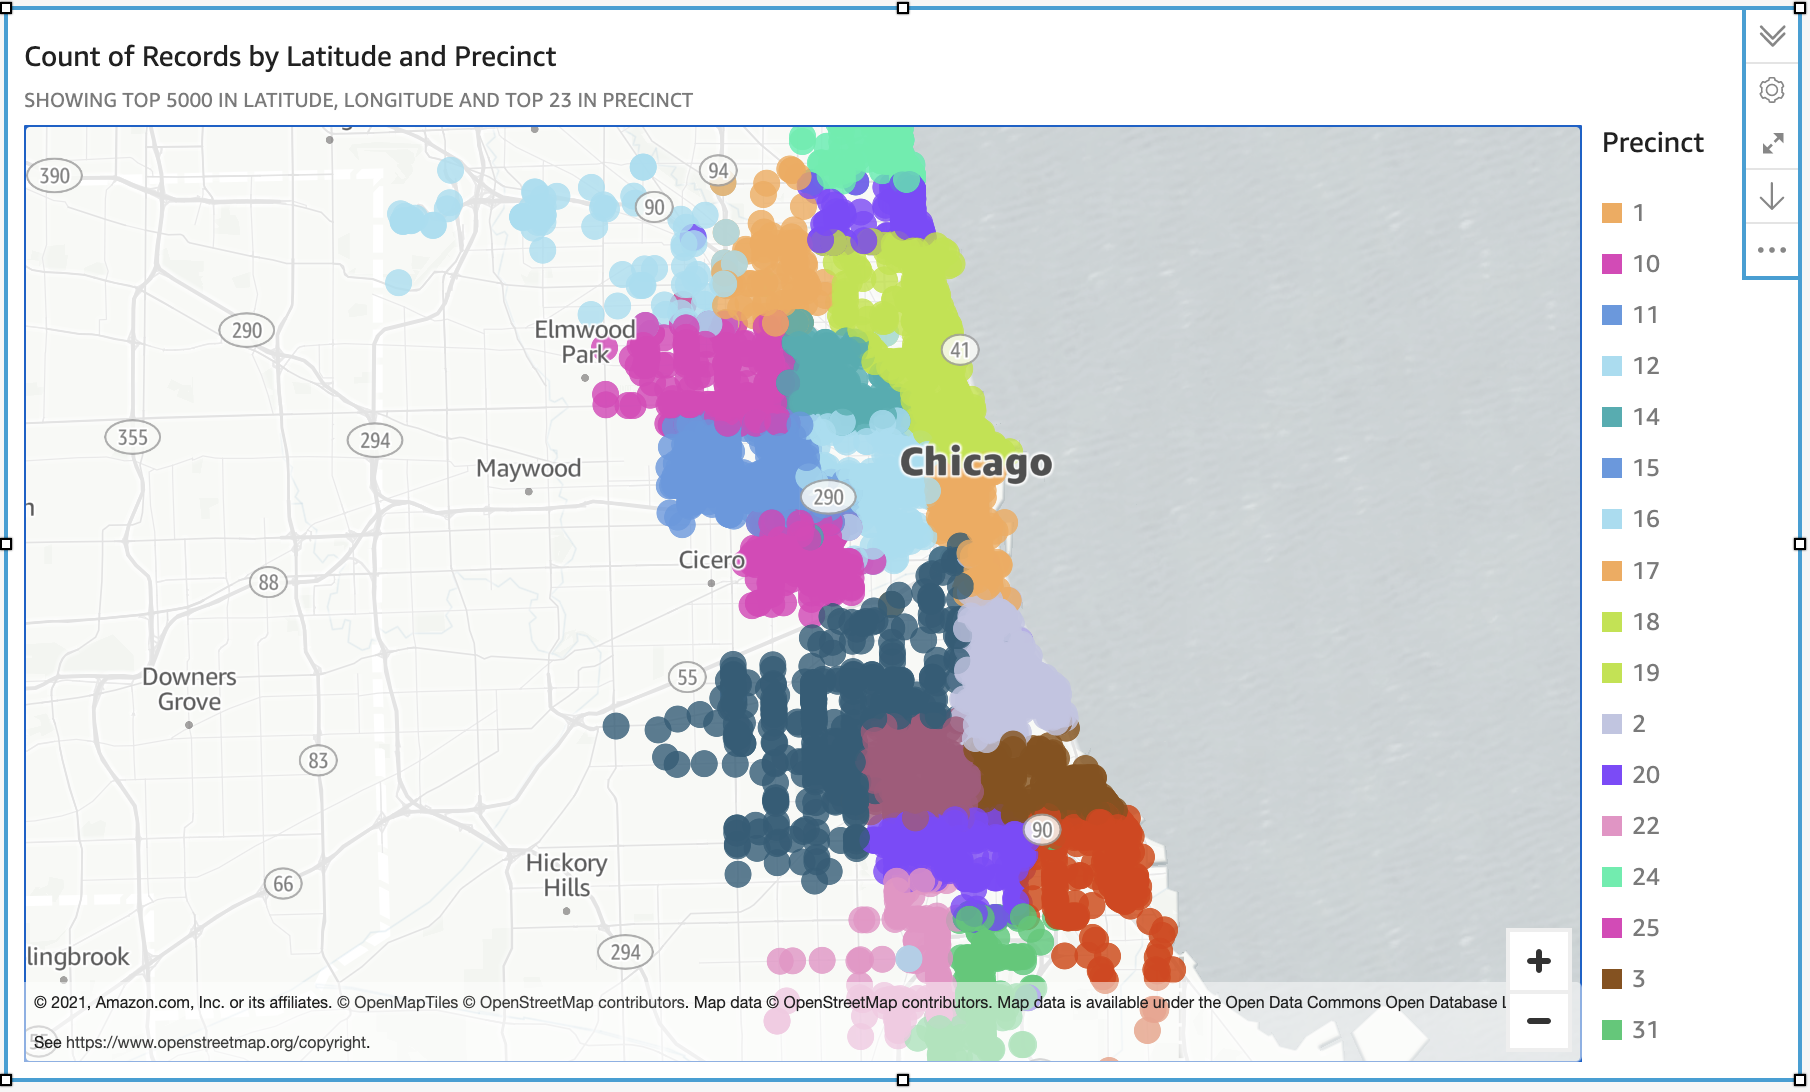 Count of Records by Latitude and Precinct
SHOWING TOP 5000 IN LATITUDE, LONGITUDE AND TOP 23 IN PRECINCT
Precinct
1
10
11
12
14
15
16
17
18
19
2
20
22
24
25
3
31
390
94
90
290
Elmwood
Park
41
355
294
Maywood
Chicago
290
Cicero
88
55
Downers
Grove
83
90
Hickory
Hills
66
294
lingbrook
+
© 2021, Amazon.com, Inc. or its affiliates. © OpenMapTiles © OpenStreetMap contributors. Map data © OpenStreetMap contributors. Map data is available under the Open Data Commons Open Database L
−
55
See https://www.openstreetmap.org/copyright.